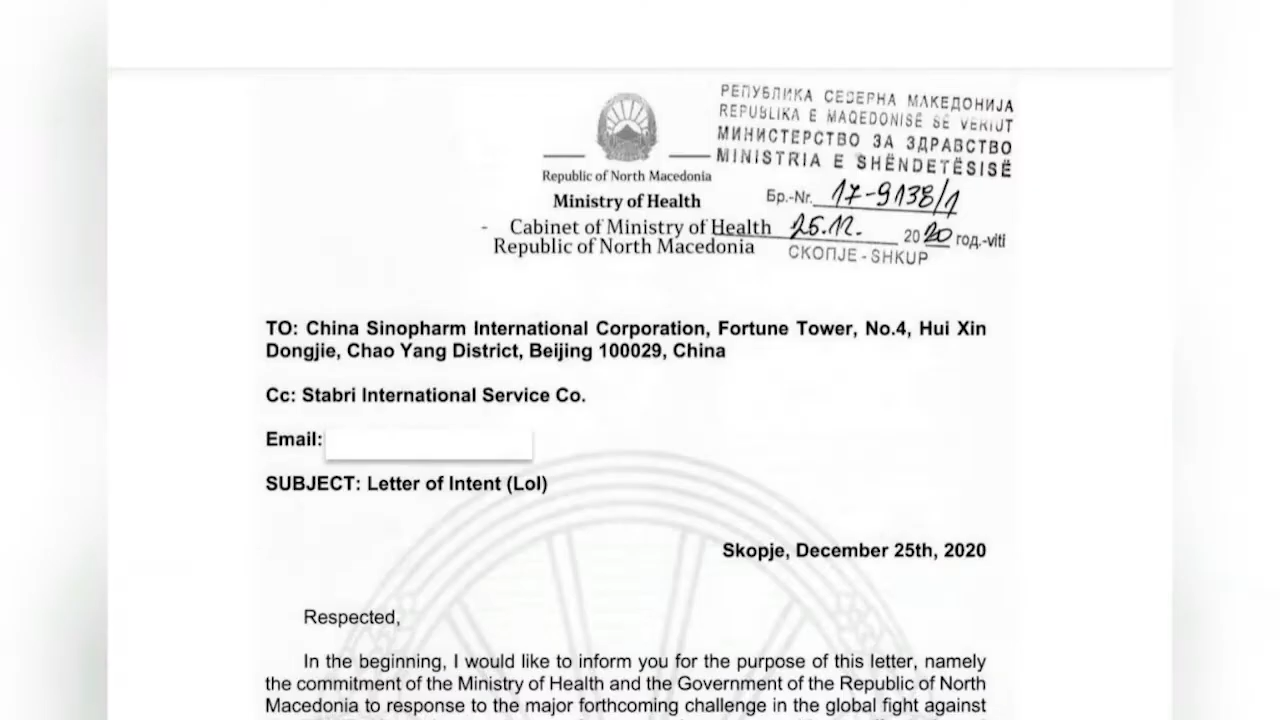 Republic of North Macedonia
Ministry of Health
- Cabinet of Ministry of Health
Republic of North Macedonia
РЕПУБЛИКА СЕВЕРНА МАКЕДОНИЈА
REPUBLIKA E MAQEDONISË SË VERIUT
МИНИСТЕРСТВО ЗА ЗДРАВСТВО
MINISTRIA E SHËNDETËSISË
Бр.-Nr. 17-9138/1
25.12. 2020 год.-viti
СКОПЈЕ - SHKUP
TO: China Sinopharm International Corporation, Fortune Tower, No.4, Hui Xin
Dongjie, Chao Yang District, Beijing 100029, China
Cc: Stabri International Service Co.
Email:
SUBJECT: Letter of Intent (LoI)
Skopje, December 25th, 2020
Respected,
In the beginning, I would like to inform you for the purpose of this letter, namely
the commitment of the Ministry of Health and the Government of the Republic of North
Macedonia to response to the major forthcoming challenge in the global fight against